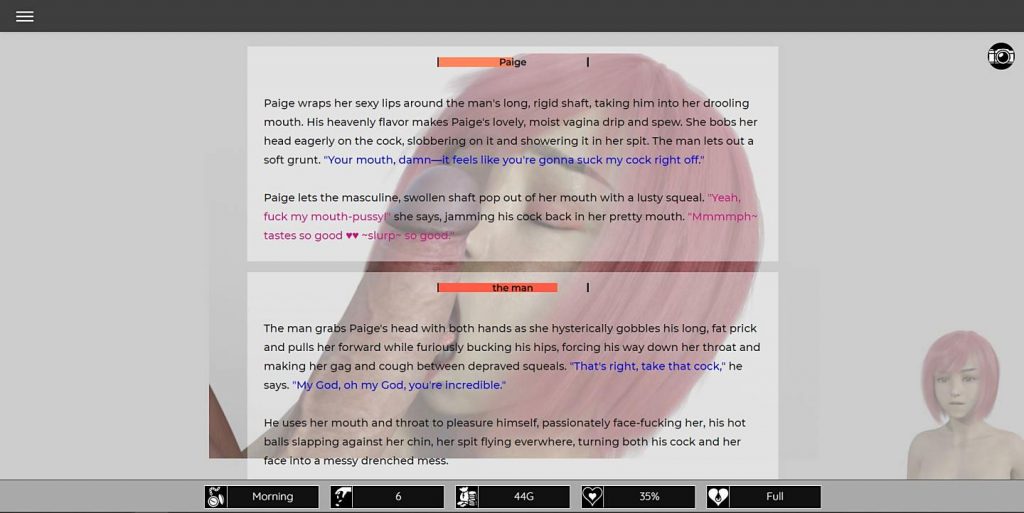 Paige
Paige wraps her sexy lips around the man's long, rigid shaft, taking him into her drooling
mouth. His heavenly flavor makes Paige's lovely, moist vagina drip and spew. She bobs her
head eagerly on the cock, slobbering on it and showering it in her spit. The man lets out a
soft grunt. "Your mouth, damn—it feels like you're gonna suck my cock right off."
Paige lets the masculine, swollen shaft pop out of her mouth with a lusty squeal. "Yeah,
fuck my mouth-pussy!" she says, jamming his cock back in her pretty mouth. "Mmmmph~
tastes so good ♥♥ ~slurp~ so good."
the man
The man grabs Paige's head with both hands as she hysterically gobbles his long, fat prick
and pulls her forward while furiously bucking his hips, forcing his way down her throat and
making her gag and cough between depraved squeals. "That's right, take that cock," he
says. "My God, oh my God, you're incredible."
He uses her mouth and throat to pleasure himself, passionately face-fucking her, his hot
balls slapping against her chin, her spit flying everwhere, turning both his cock and her
face into a messy drenched mess.
Morning
6
44G
35%
Full